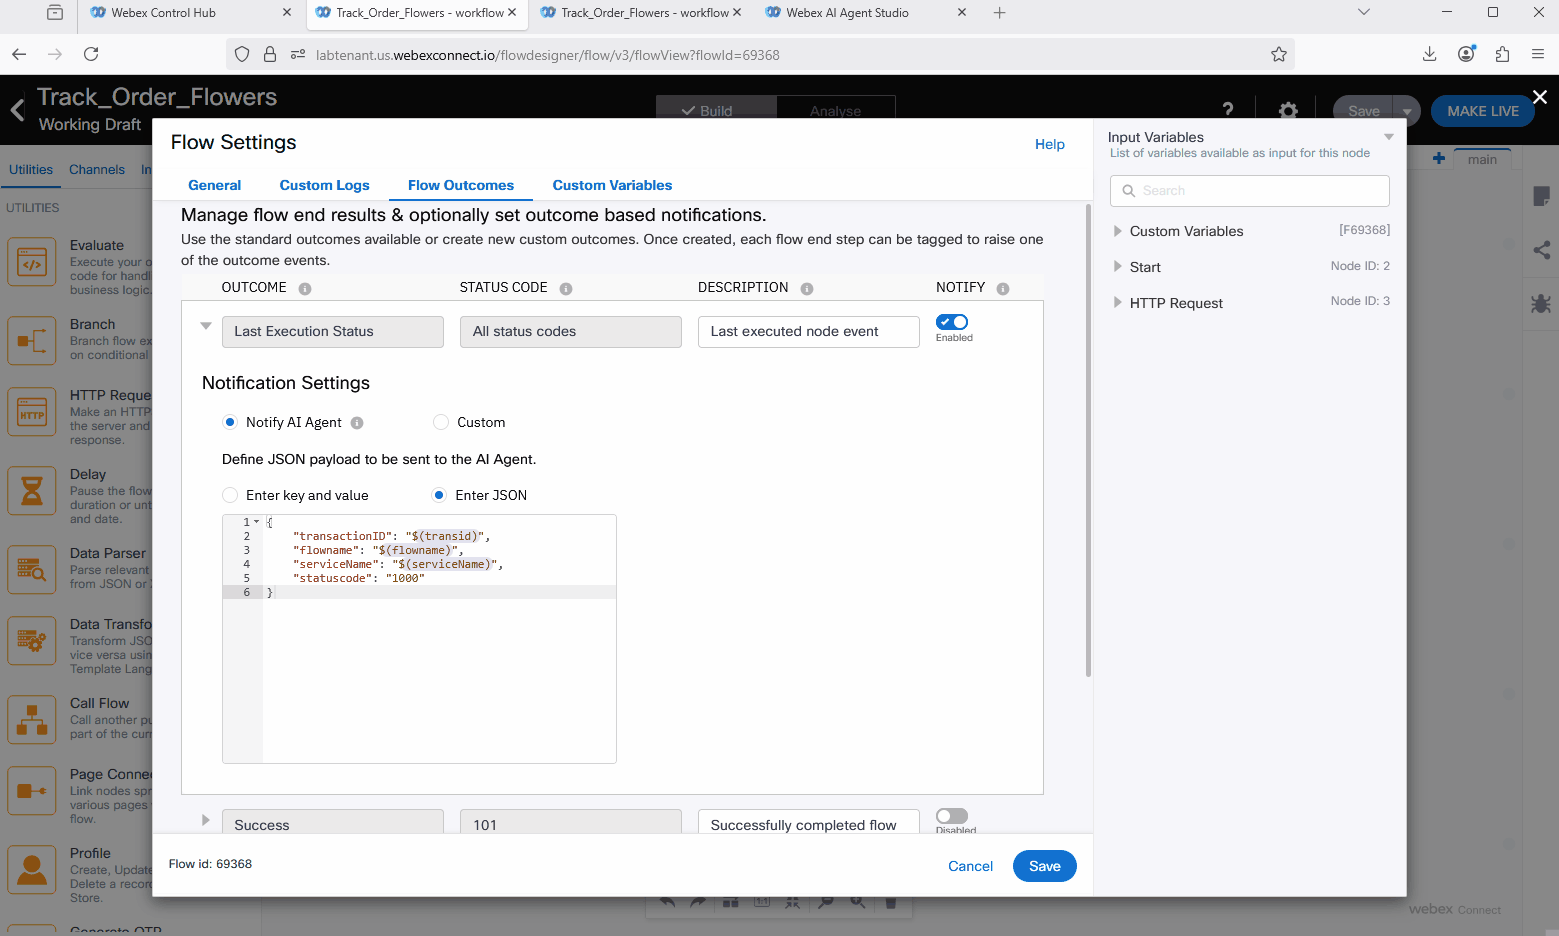 Webex Control Hub
Track_Order_Flowers - workflow
Track_Order_Flowers - workflow
Webex AI Agent Studio
labtenant.us.webexconnect.io/flowdesigner/flow/v3/flowView?flowId=69368
Track_Order_Flowers
Working Draft
Build
Analyse
?
Save
MAKE LIVE
Utilities
Channels
In
main
UTILITIES
Evaluate
Execute your o
code for handl
business logic.
Branch
Branch flow ex
on conditional
HTTP Reque
Make an HTTP
the server and
response.
Delay
Pause the flow
duration or unt
and date.
Data Parser
Parse relevant
from JSON or
Data Transfo
Transform JSO
vice versa usin
Template Lang
Call Flow
Call another pu
part of the curr
Page Connec
Link nodes spr
various pages
flow.
Profile
Create, Update
Delete a record
Store.
Generate OTP
Flow Settings
Help
General
Custom Logs
Flow Outcomes
Custom Variables
Manage flow end results & optionally set outcome based notifications.
Use the standard outcomes available or create new custom outcomes. Once created, each flow end step can be tagged to raise one
of the outcome events.
OUTCOME
STATUS CODE
DESCRIPTION
NOTIFY
Last Execution Status
All status codes
Last executed node event
Enabled
Notification Settings
Notify AI Agent
Custom
Define JSON payload to be sent to the AI Agent.
Enter key and value
Enter JSON
1 {
2 "transactionID": "$(transid)",
3 "flowname": "$(flowname)",
4 "serviceName": "$(serviceName)",
5 "statuscode": "1000"
6 }
Success
101
Successfully completed flow
Disabled
Flow id: 69368
Cancel
Save
Input Variables
List of variables available as input for this node
Search
Custom Variables
[F69368]
Start
Node ID: 2
HTTP Request
Node ID: 3
1:1
webex Connect